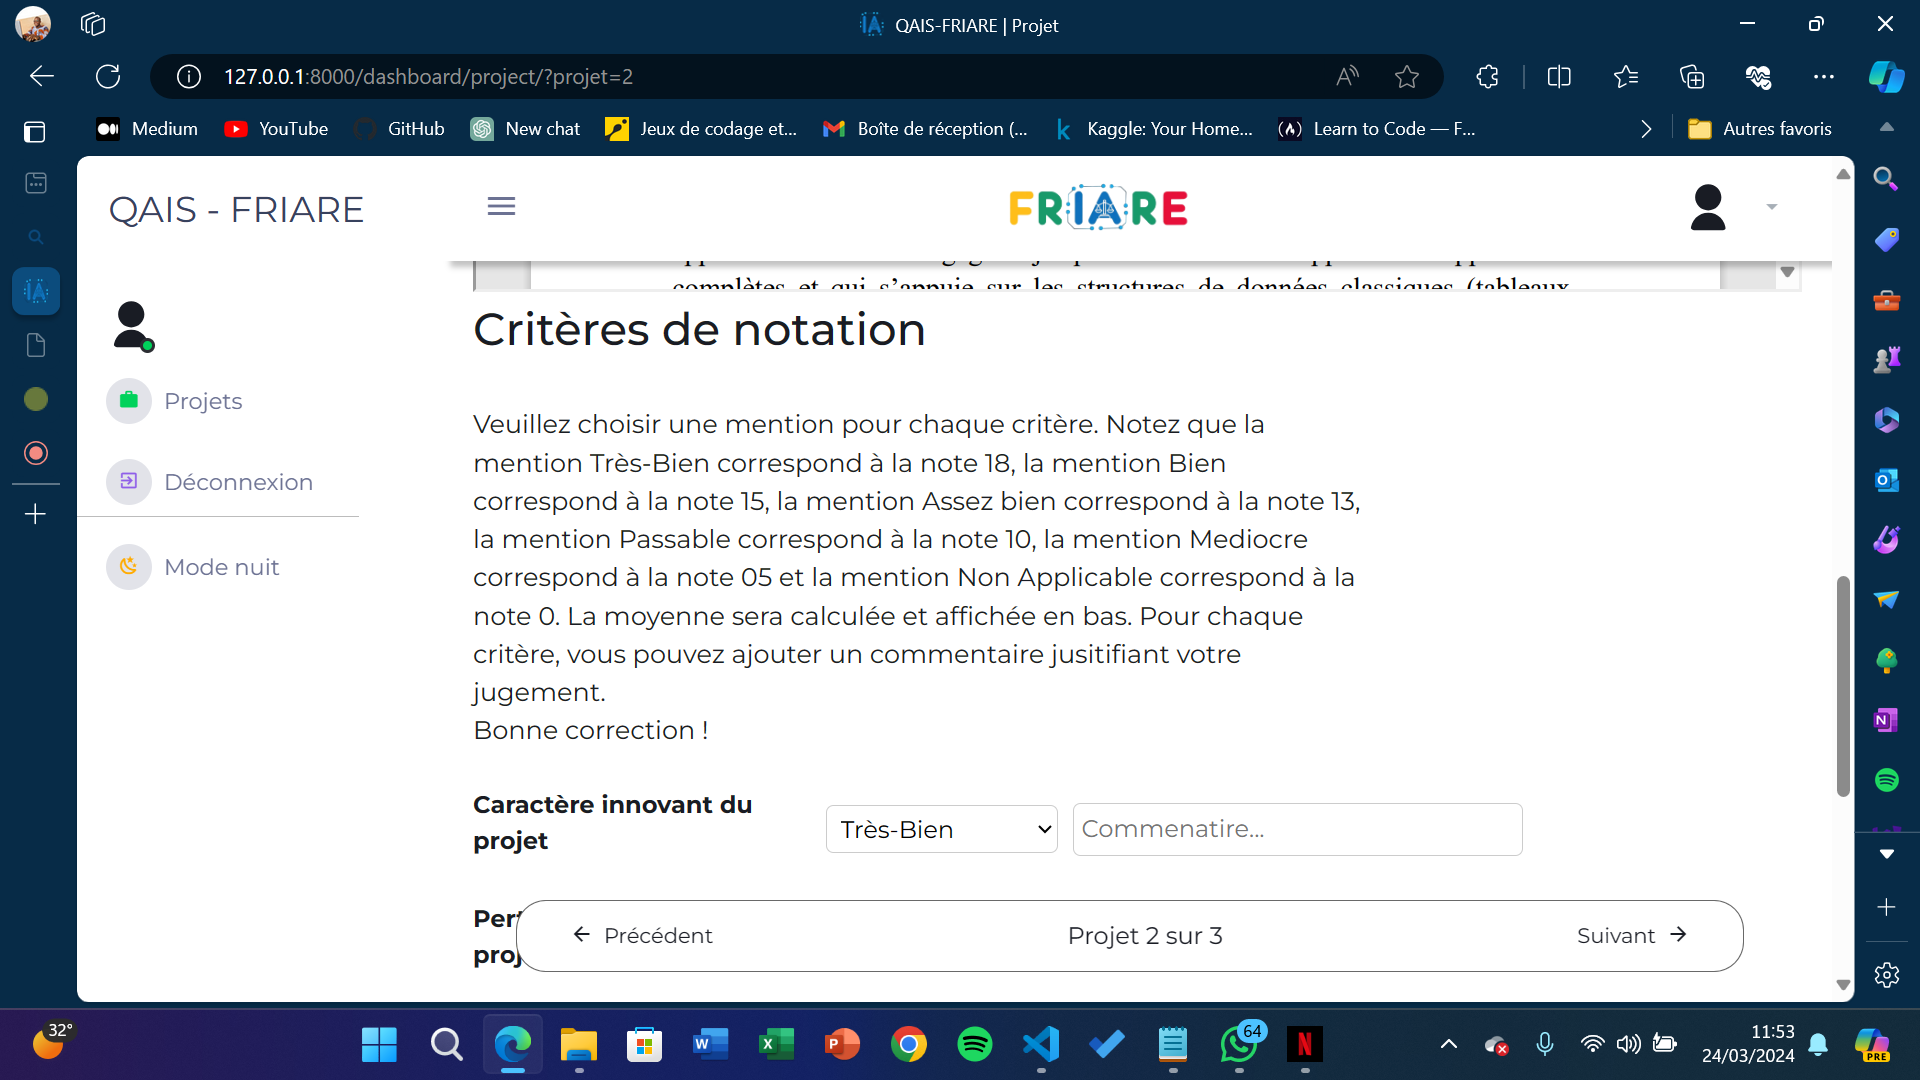 QAIS-FRIARE | Projet
127.0.0.1:8000/dashboard/project/?projet=2
Medium
YouTube
GitHub
New chat
Jeux de codage et...
Boîte de réception (...
Kaggle: Your Home...
Learn to Code — F...
Autres favoris
QAIS - FRIARE
FRIARE
complètes et qui s'appuie sur les structures de données classiques (tableaux
Critères de notation
Projets
Déconnexion
Mode nuit
Veuillez choisir une mention pour chaque critère. Notez que la
mention Très-Bien correspond à la note 18, la mention Bien
correspond à la note 15, la mention Assez bien correspond à la note 13,
la mention Passable correspond à la note 10, la mention Mediocre
correspond à la note 05 et la mention Non Applicable correspond à la
note 0. La moyenne sera calculée et affichée en bas. Pour chaque
critère, vous pouvez ajouter un commentaire jusitifiant votre
jugement.
Bonne correction !
Caractère innovant du
projet
Très-Bien
Commenatire...
Précédent
Projet 2 sur 3
Suivant
32°
64
11:53
24/03/2024
PRE